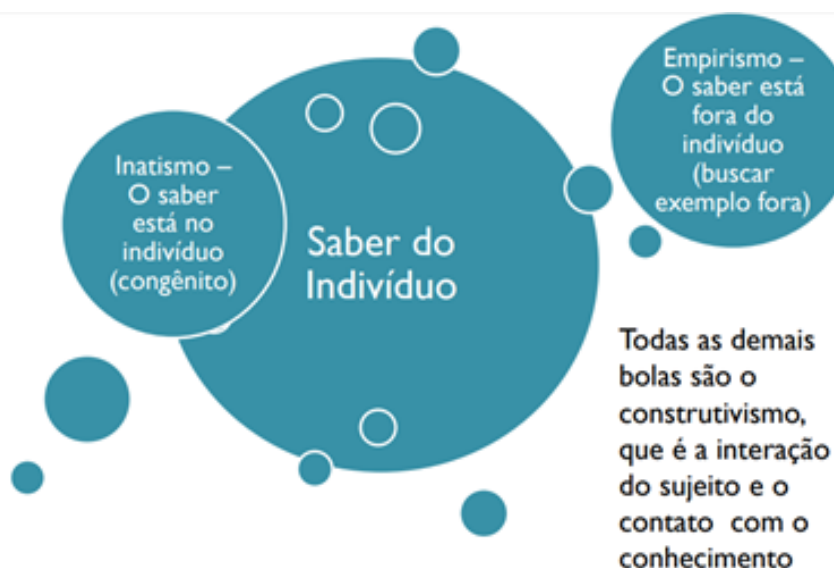 Inatismo –
O saber
está no
indivíduo
(congênito)
Saber do
Indivíduo
Empirismo –
O saber está
fora do
indivíduo
(buscar
exemplo fora)
Todas as demais
bolas são o
construtivismo,
que é a interação
do sujeito e o
contato com o
conhecimento